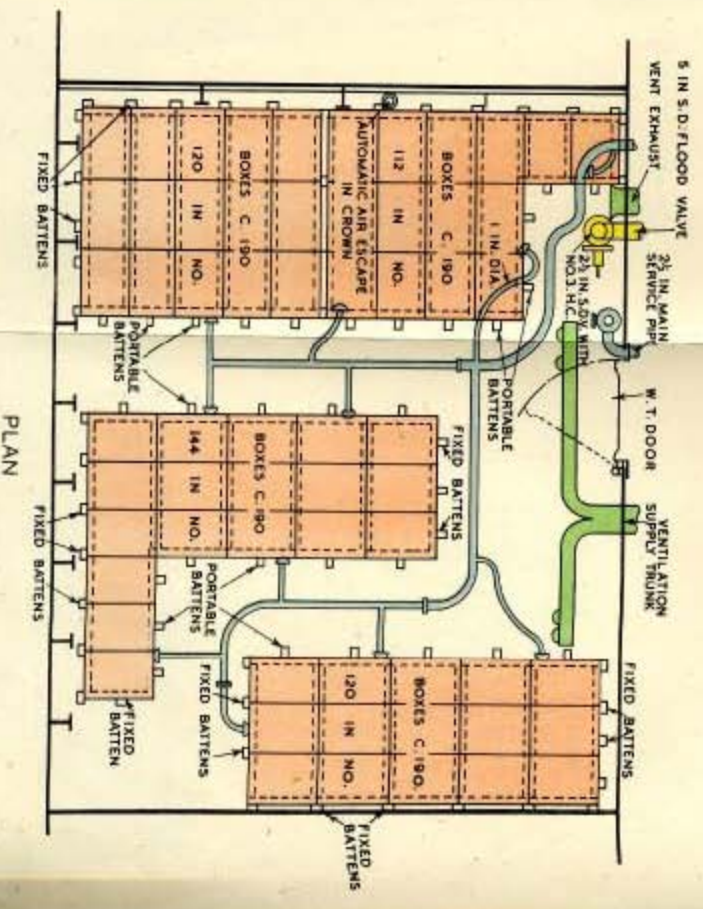 5 IN S.D. FLOOD VALVE
VENT EXHAUST
2½ IN. MAIN
SERVICE PIPE
W.T. DOOR
VENTILATION
SUPPLY TRUNK
2½ IN. S.D.V. WITH
NO.3. H.C.
1 IN. DIA
BOXES C. 190
112 IN NO.
AUTOMATIC AIR ESCAPE
IN CROWN
BOXES C. 190
120 IN NO.
FIXED BATTENS
PORTABLE
BATTENS
PORTABLE
BATTENS
FIXED BATTENS
BOXES C. 190
144 IN NO.
FIXED BATTENS
PORTABLE
BATTENS
FIXED BATTENS
BOXES C. 190.
120 IN NO.
FIXED BATTENS
FIXED
BATTEN
FIXED
BATTENS
PLAN